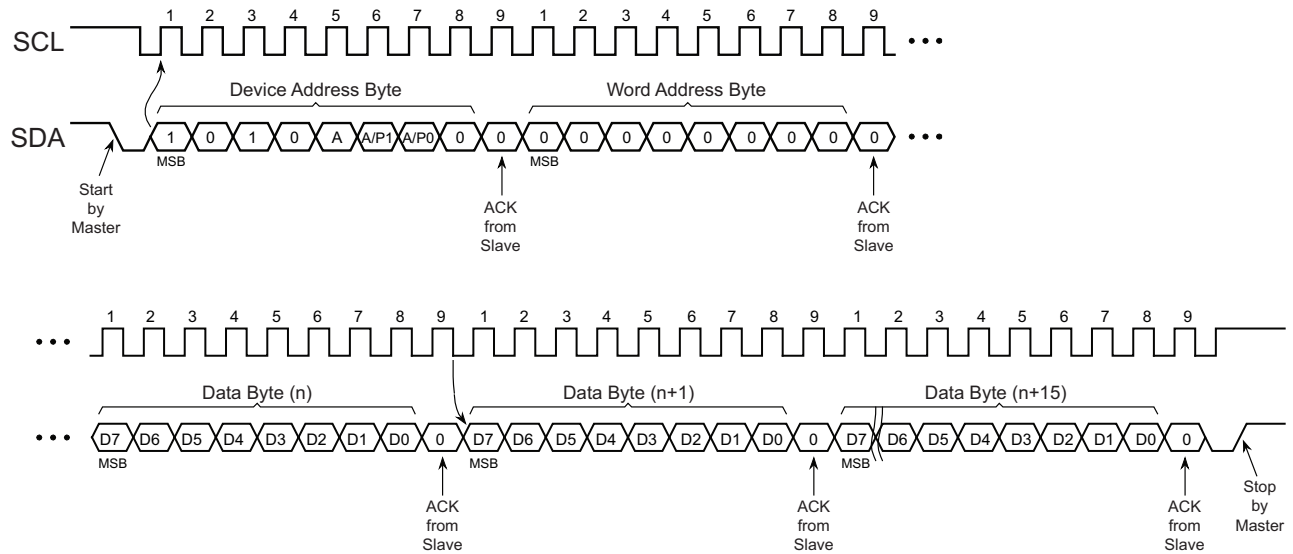 1 2 3 4 5 6 7 8 9 1 2 3 4 5 6 7 8 9
SCL
Device Address Byte Word Address Byte
SDA 1 0 1 0 A A/P1 A/P0 0 0 0 0 0 0 0 0 0 0 0
MSB MSB
Start
by
Master
ACK
from
Slave
ACK
from
Slave
1 2 3 4 5 6 7 8 9 1 2 3 4 5 6 7 8 9 1 2 3 4 5 6 7 8 9
Data Byte (n) Data Byte (n+1) Data Byte (n+15)
D7 D6 D5 D4 D3 D2 D1 D0 0 D7 D6 D5 D4 D3 D2 D1 D0 0 D7 D6 D5 D4 D3 D2 D1 D0 0
MSB MSB MSB
ACK
from
Slave
ACK
from
Slave
ACK
from
Slave
Stop
by
Master